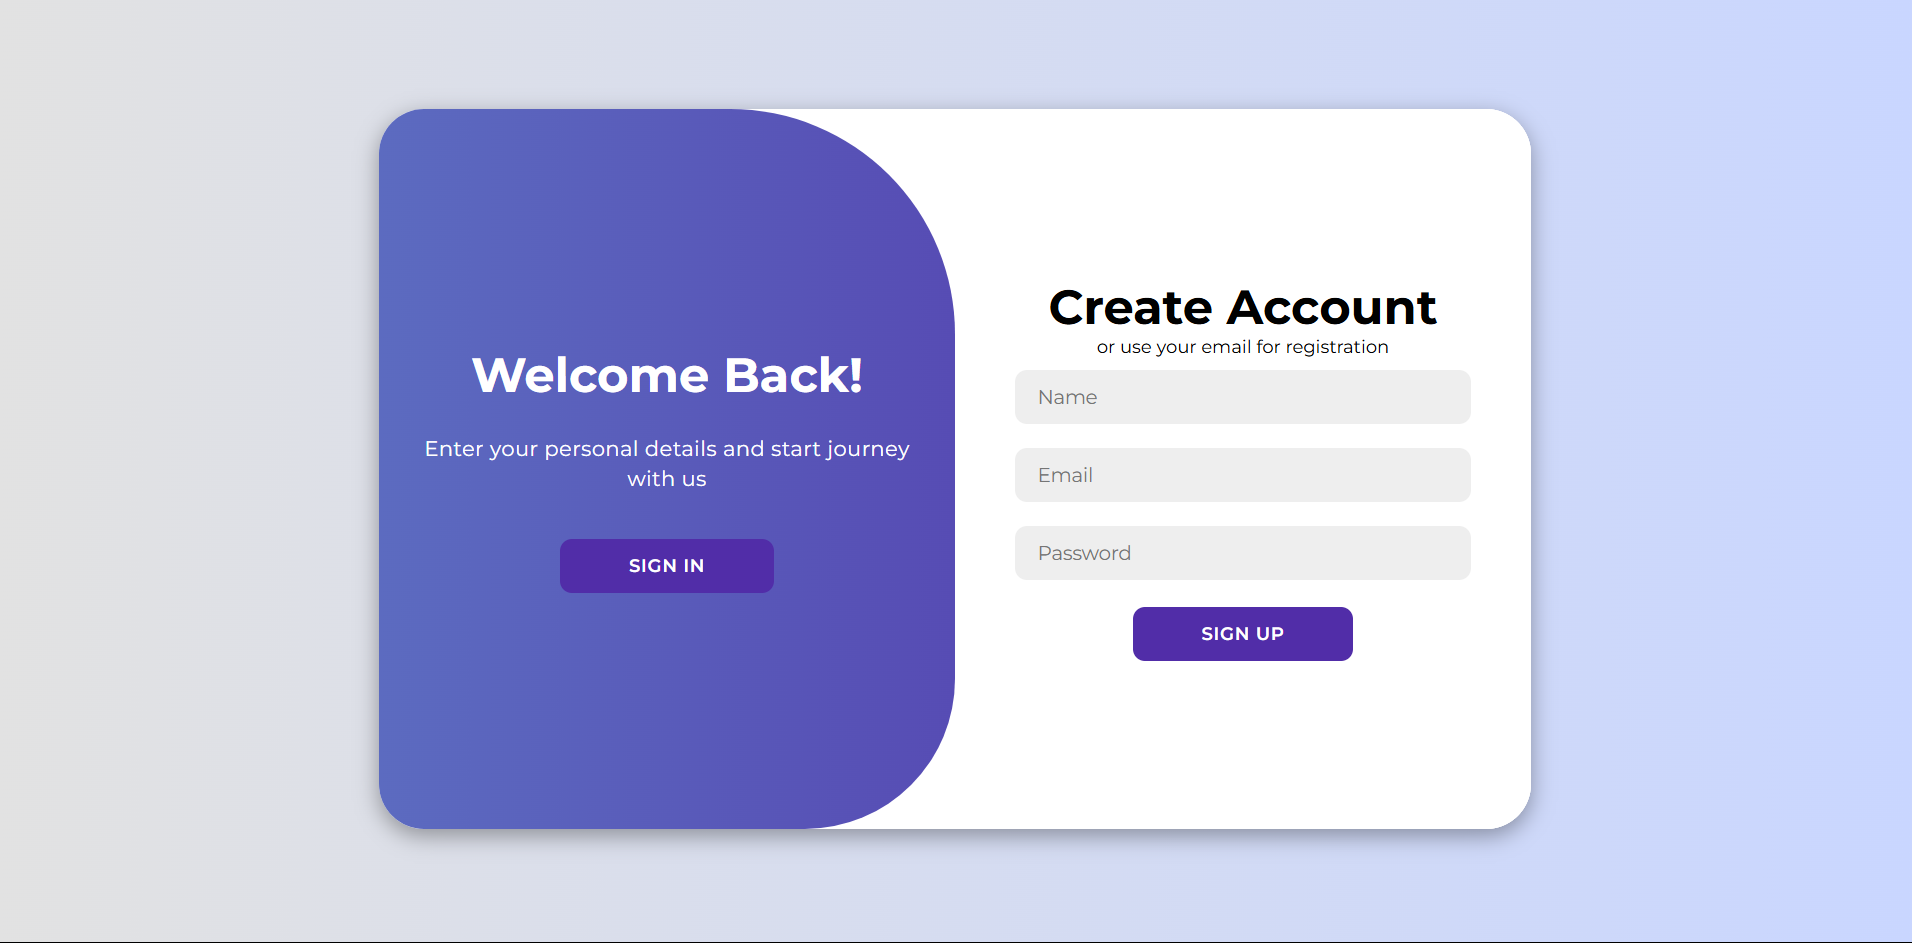 Welcome Back!
Enter your personal details and start journey
with us
SIGN IN
Create Account
or use your email for registration
Name
Email
Password
SIGN UP